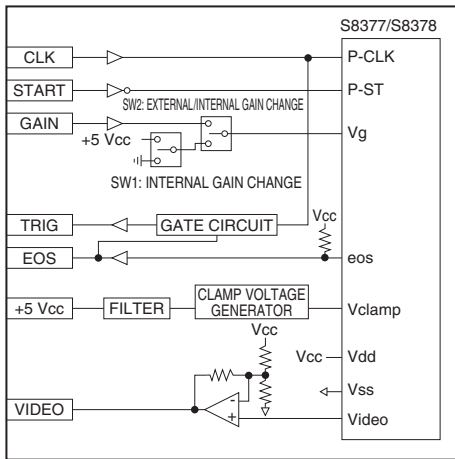 S8377/S8378
CLK
P-CLK
START
P-ST
SW2: EXTERNAL/INTERNAL GAIN CHANGE
GAIN
+5 Vcc
Vg
SW1: INTERNAL GAIN CHANGE
TRIG
GATE CIRCUIT
Vcc
EOS
eos
+5 Vcc
FILTER
CLAMP VOLTAGE
GENERATOR
Vclamp
Vcc
Vcc
Vdd
Vss
VIDEO
-
+
Video